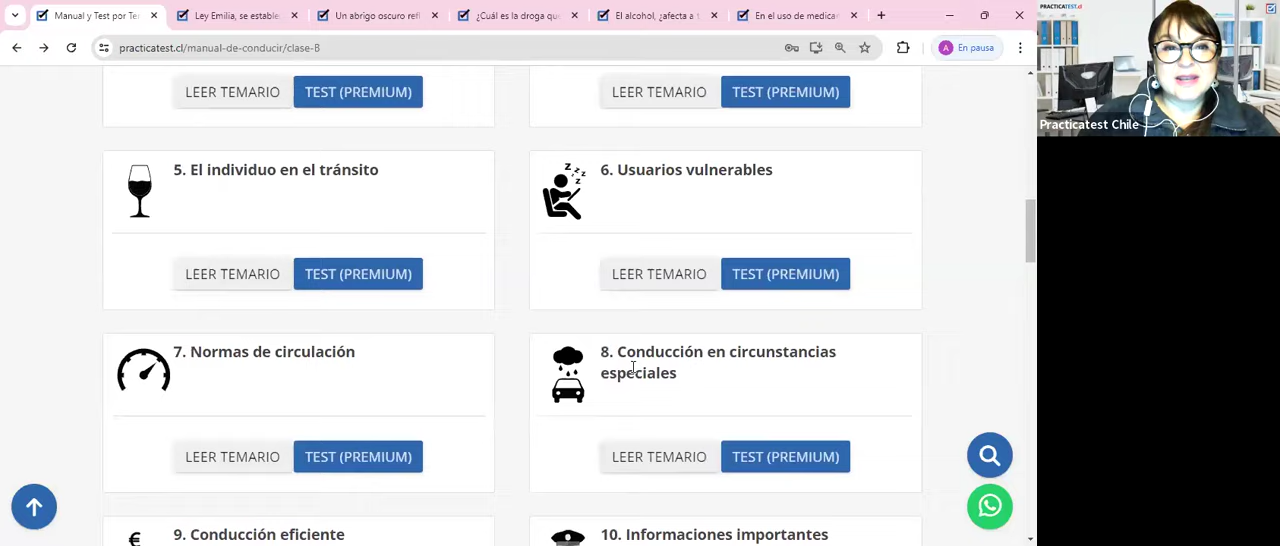 Manual y Test por Ter
Ley Emilia, se estable
Un abrigo oscuro refl
¿Cuál es la droga que
El alcohol, ¿afecta a t
En el uso de medica
practicatest.cl/manual-de-conducir/clase-B
A En pausa
PRACTICATEST.cl
Practicatest Chile
LEER TEMARIO TEST (PREMIUM)
LEER TEMARIO TEST (PREMIUM)
5. El individuo en el tránsito
LEER TEMARIO TEST (PREMIUM)
6. Usuarios vulnerables
z z z z z
LEER TEMARIO TEST (PREMIUM)
7. Normas de circulación
LEER TEMARIO TEST (PREMIUM)
8. Conducción en circunstancias
especiales
LEER TEMARIO TEST (PREMIUM)
9. Conducción eficiente
€
10. Informaciones importantes